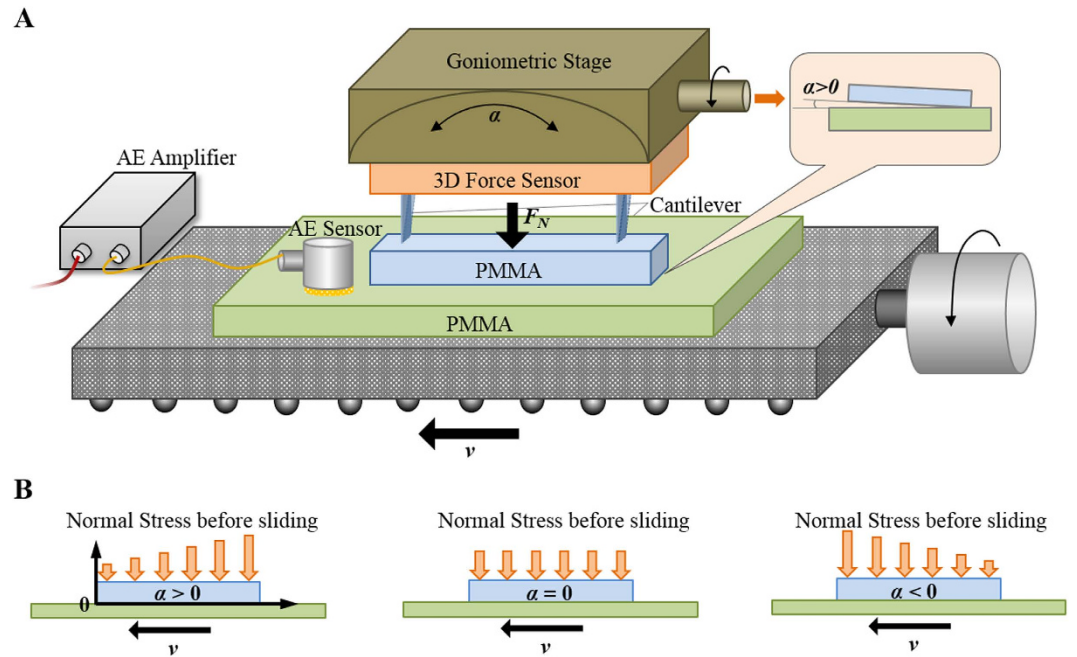 A
Goniometric Stage
α
α>0
AE Amplifier
3D Force Sensor
Cantilever
F_N
AE Sensor
PMMA
PMMA
v
B
Normal Stress before sliding
Normal Stress before sliding
Normal Stress before sliding
α > 0
α = 0
α < 0
0
v
v
v